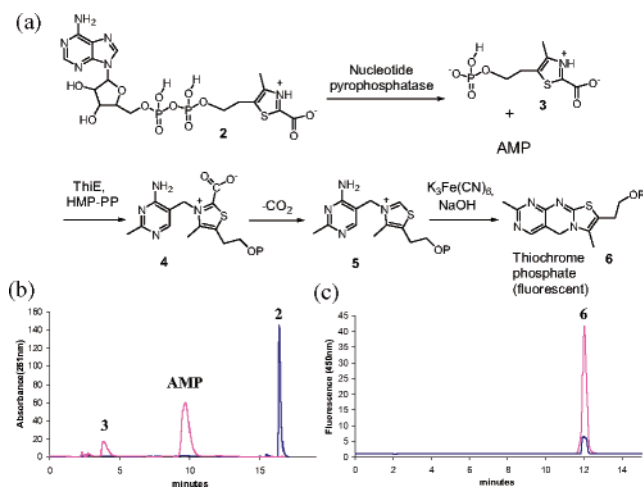 (a)
NH2
N
N
N
N
O
HO
OH
O
P
O
H
O
O
P
O
H
O
O
N
H
+
S
O
O-
2
Nucleotide
pyrophosphatase
-O
P
O
H
O
O
NH
+
S
O
O-
3
+
AMP
ThiE,
HMP-PP
NH2
N
N
O
C
O-
N
+
S
OP
4
-CO2
NH2
N
N
N
+
S
OP
5
K3Fe(CN)6,
NaOH
N
N
N
N
S
OP
Thiochrome
phosphate
(fluorescent)
6
(b)
Absorbance(261nm)
160
140
120
100
80
60
40
20
0
3
AMP
2
0
5
10
15
minutes
(c)
Fluorescence (450nm)
45
40
35
30
25
20
15
10
5
0
6
0
2
4
6
8
10
12
14
minutes